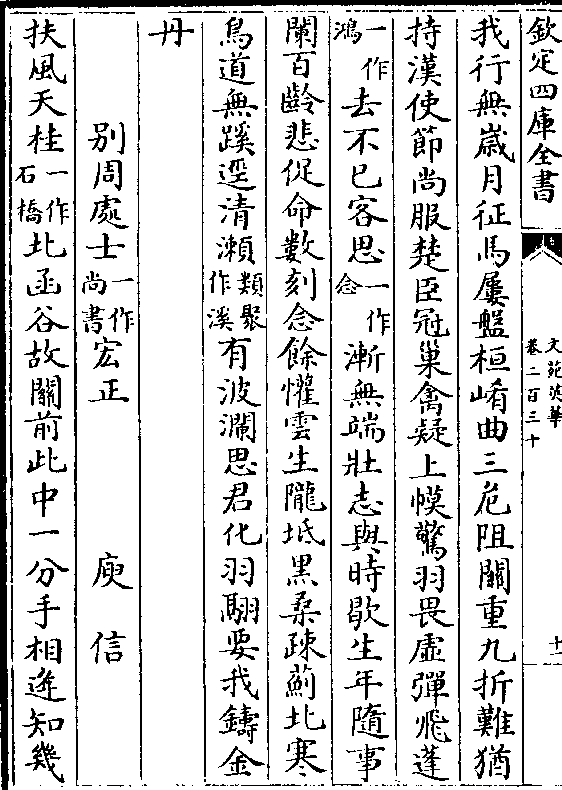 欽定四庫全書
文苑英華
卷二百三十
十一
我行無歲月征馬屢盤桓崤曲三危阻關重九折難猶
持漢使節尚服楚臣冠巢禽疑上幙驚羽畏虛彈飛蓬
一作鴻去不已客思一作念漸無端壯志與時歇生年隨事
闌百齡悲促命數刻念餘懽雲生隴坻黑桑疎薊北寒
鳥道無蹊逕清瀬類聚作溪有波瀾思君化羽翮要我鑄金
丹
別周處士一作尚書宏正 庾信
扶風天桂一作石橋北函谷故關前此中一分手相逢知幾